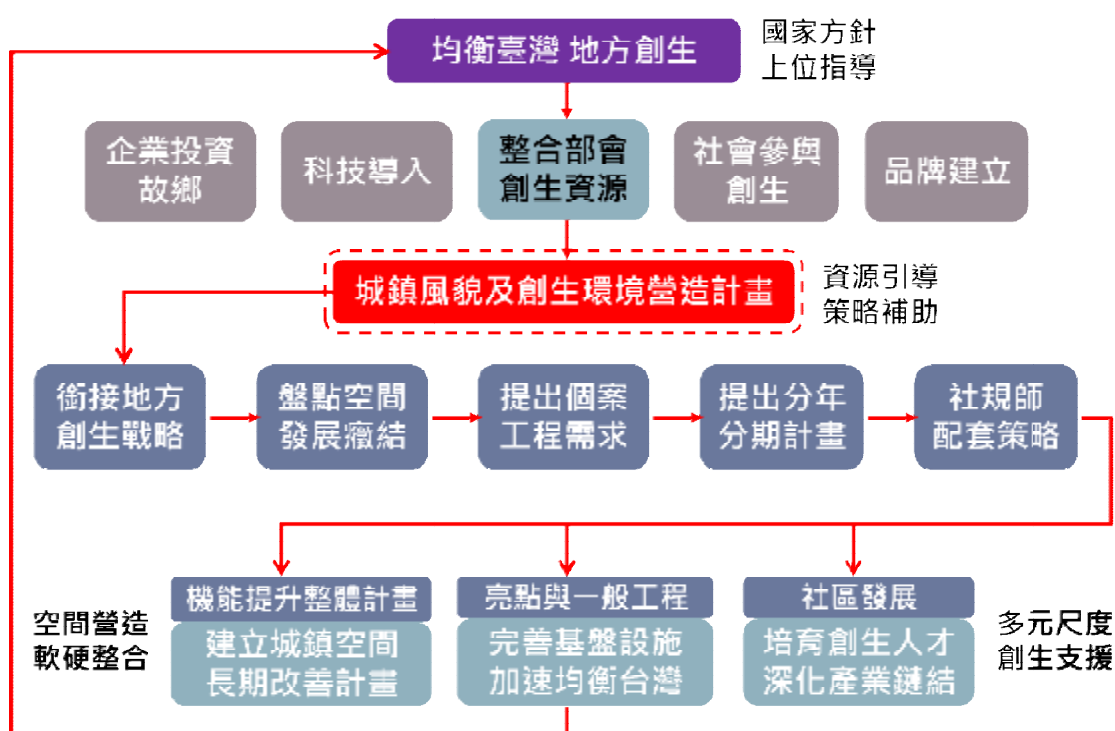 均衡臺灣 地方創生
國家方針
上位指導
企業投資
故鄉
科技導入
整合部會
創生資源
社會參與
創生
品牌建立
城鎮風貌及創生環境營造計畫
資源引導
策略補助
銜接地方
創生戰略
盤點空間
發展癥結
提出個案
工程需求
提出分年
分期計畫
社規師
配套策略
空間營造
軟硬整合
機能提升整體計畫
建立城鎮空間
長期改善計畫
亮點與一般工程
完善基盤設施
加速均衡台灣
社區發展
培育創生人才
深化產業鏈結
多元尺度
創生支援